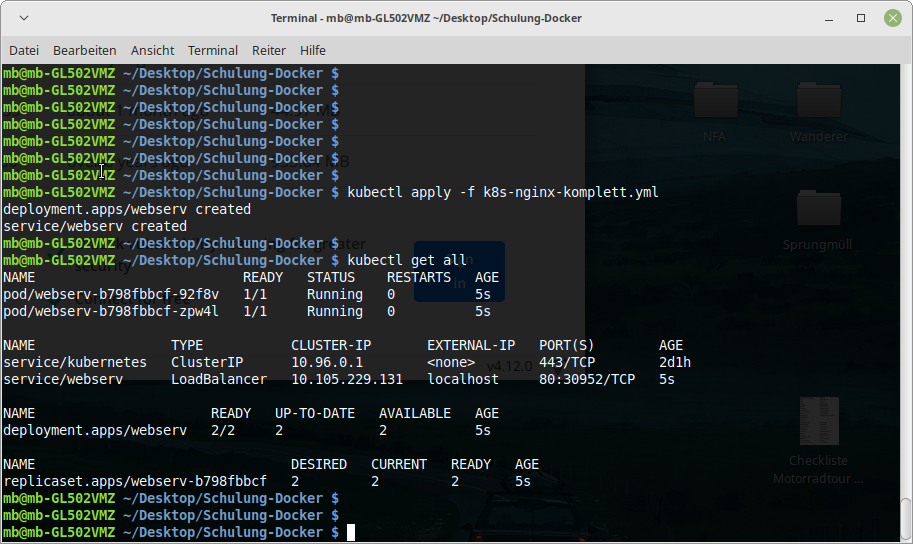 Terminal - mb@mb-GL502VMZ ~/Desktop/Schulung-Docker
Datei Bearbeiten Ansicht Terminal Reiter Hilfe
mb@mb-GL502VMZ ~/Desktop/Schulung-Docker $
mb@mb-GL502VMZ ~/Desktop/Schulung-Docker $
mb@mb-GL502VMZ ~/Desktop/Schulung-Docker $
mb@mb-GL502VMZ ~/Desktop/Schulung-Docker $
mb@mb-GL502VMZ ~/Desktop/Schulung-Docker $
mb@mb-GL502VMZ ~/Desktop/Schulung-Docker $
mb@mb-GL502VMZ ~/Desktop/Schulung-Docker $
mb@mb-GL502VMZ ~/Desktop/Schulung-Docker $ kubectl apply -f k8s-nginx-komplett.yml
deployment.apps/webserv created
service/webserv created
mb@mb-GL502VMZ ~/Desktop/Schulung-Docker $
mb@mb-GL502VMZ ~/Desktop/Schulung-Docker $ kubectl get all
NAME READY STATUS RESTARTS AGE
pod/webserv-b798fbbcf-92f8v 1/1 Running 0 5s
pod/webserv-b798fbbcf-zpw4l 1/1 Running 0 5s
NAME TYPE CLUSTER-IP EXTERNAL-IP PORT(S) AGE
service/kubernetes ClusterIP 10.96.0.1 <none> 443/TCP 2d1h
service/webserv LoadBalancer 10.105.229.131 localhost 80:30952/TCP 5s
NAME READY UP-TO-DATE AVAILABLE AGE
deployment.apps/webserv 2/2 2 2 5s
NAME DESIRED CURRENT READY AGE
replicaset.apps/webserv-b798fbbcf 2 2 2 5s
mb@mb-GL502VMZ ~/Desktop/Schulung-Docker $
mb@mb-GL502VMZ ~/Desktop/Schulung-Docker $
mb@mb-GL502VMZ ~/Desktop/Schulung-Docker $
NFA
Wanderer
Sprungmüll
security
v4.12.0
Checkliste
Motorradtour ...